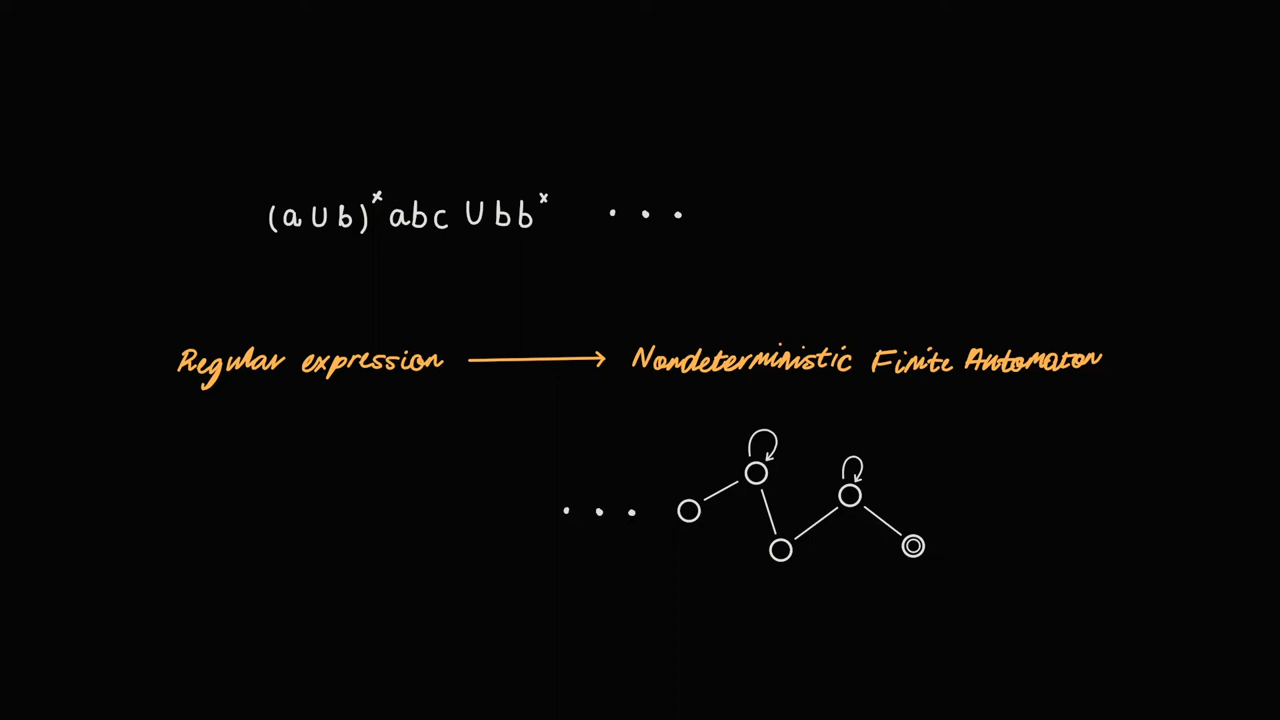 (a ∪ b)* abc ∪ bb* . . .
Regular expression → Nondeterministic Finite Automaton
. . .